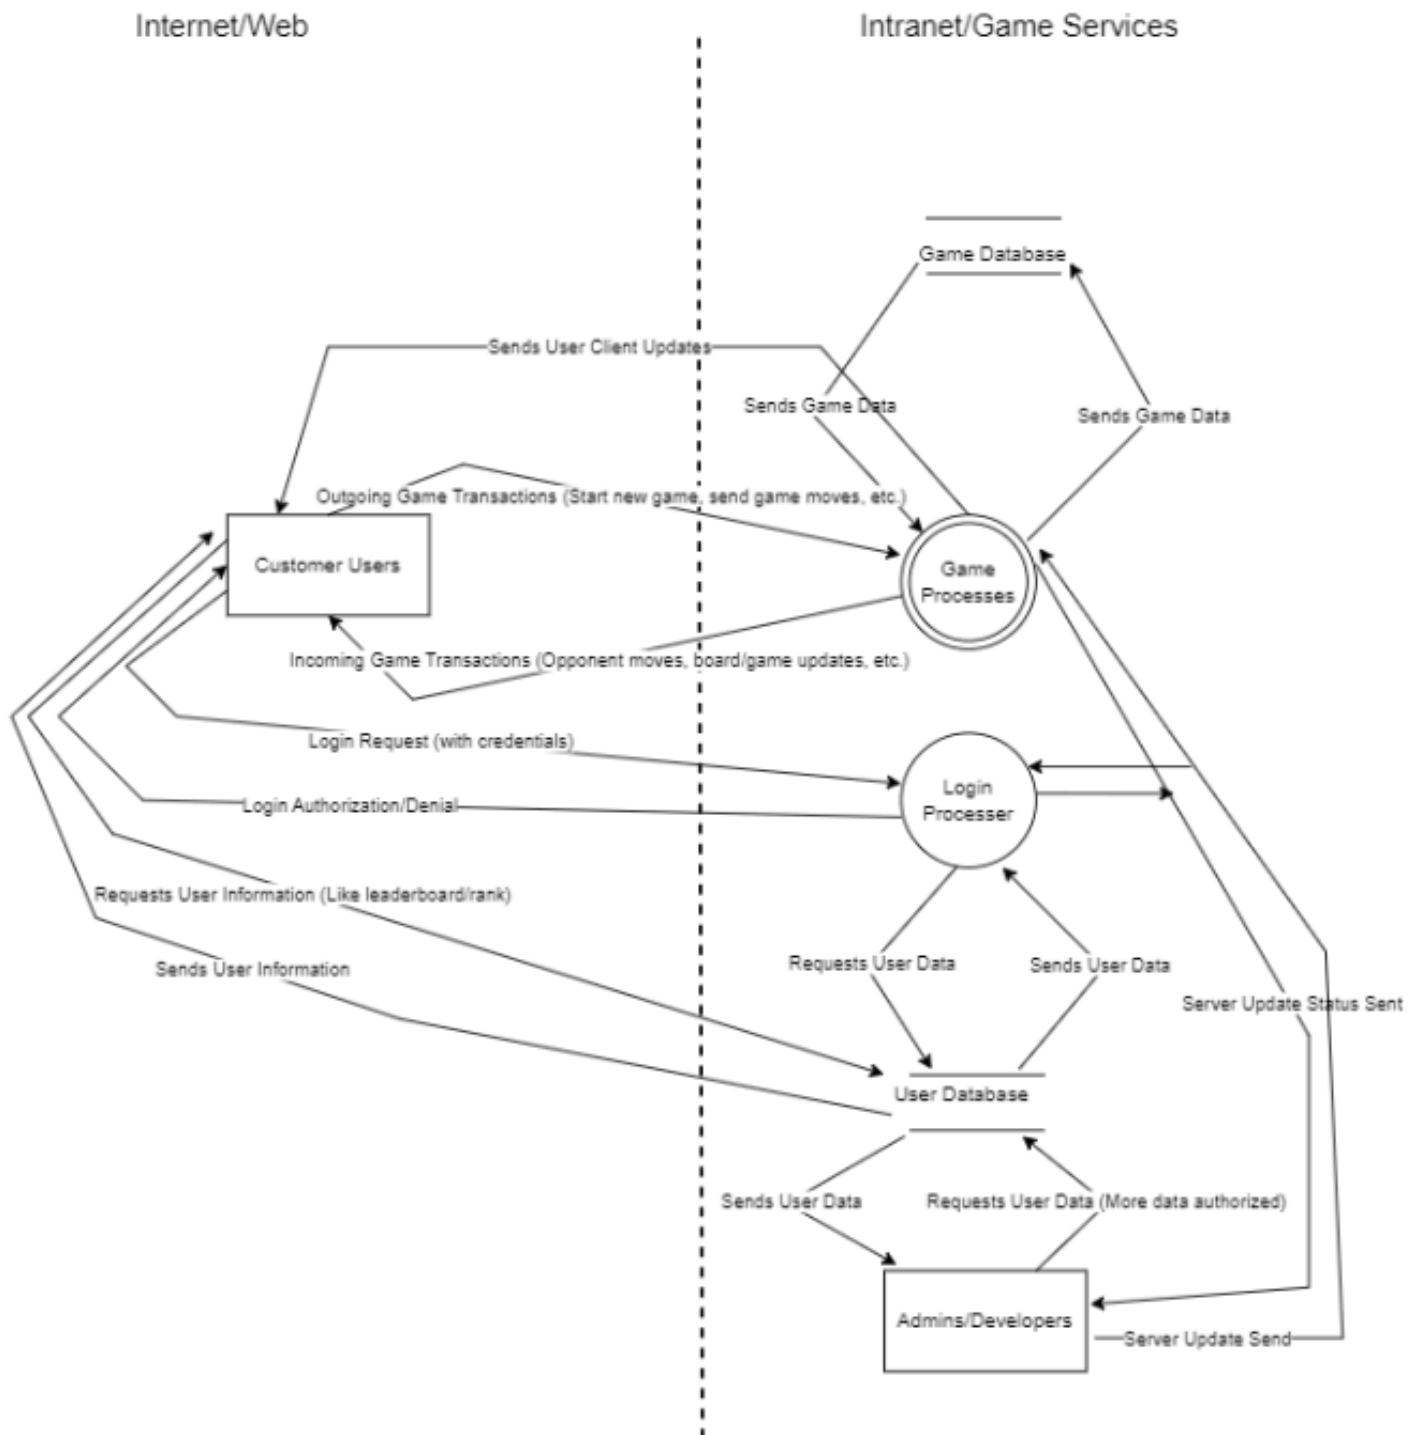 Internet/Web
Intranet/Game Services
Game Database
Sends User Client Updates
Sends Game Data
Sends Game Data
Outgoing Game Transactions (Start new game, send game moves, etc.)
Customer Users
Game
Processes
Incoming Game Transactions (Opponent moves, board/game updates, etc.)
Login Request (with credentials)
Login
Processer
Login Authorization/Denial
Requests User Information (Like leaderboard/rank)
Sends User Information
Requests User Data
Sends User Data
Server Update Status Sent
User Database
Sends User Data
Requests User Data (More data authorized)
Admins/Developers
Server Update Send